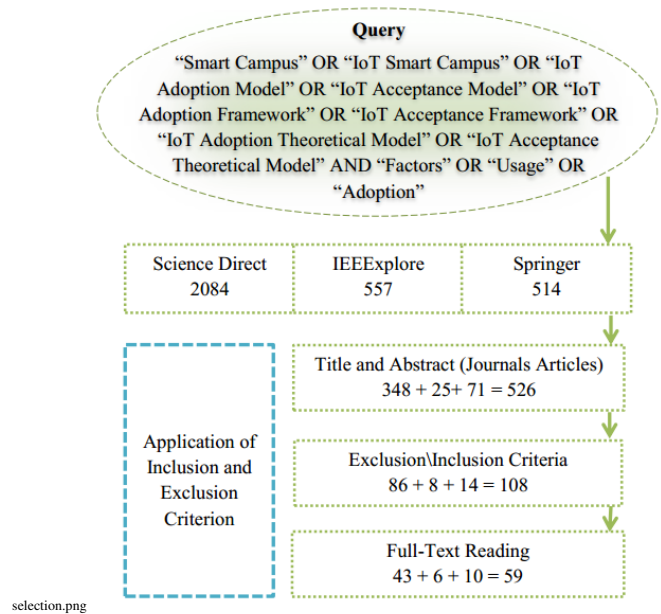 Query
“Smart Campus” OR “IoT Smart Campus” OR “IoT
Adoption Model” OR “IoT Acceptance Model” OR “IoT
Adoption Framework” OR “IoT Acceptance Framework” OR
“IoT Adoption Theoretical Model” OR “IoT Acceptance
Theoretical Model” AND “Factors” OR “Usage” OR
“Adoption”
Science Direct
2084
IEEExplore
557
Springer
514
Title and Abstract (Journals Articles)
348 + 25+ 71 = 526
Application of
Inclusion and
Exclusion
Criterion
Exclusion\Inclusion Criteria
86 + 8 + 14 = 108
Full-Text Reading
43 + 6 + 10 = 59
selection.png